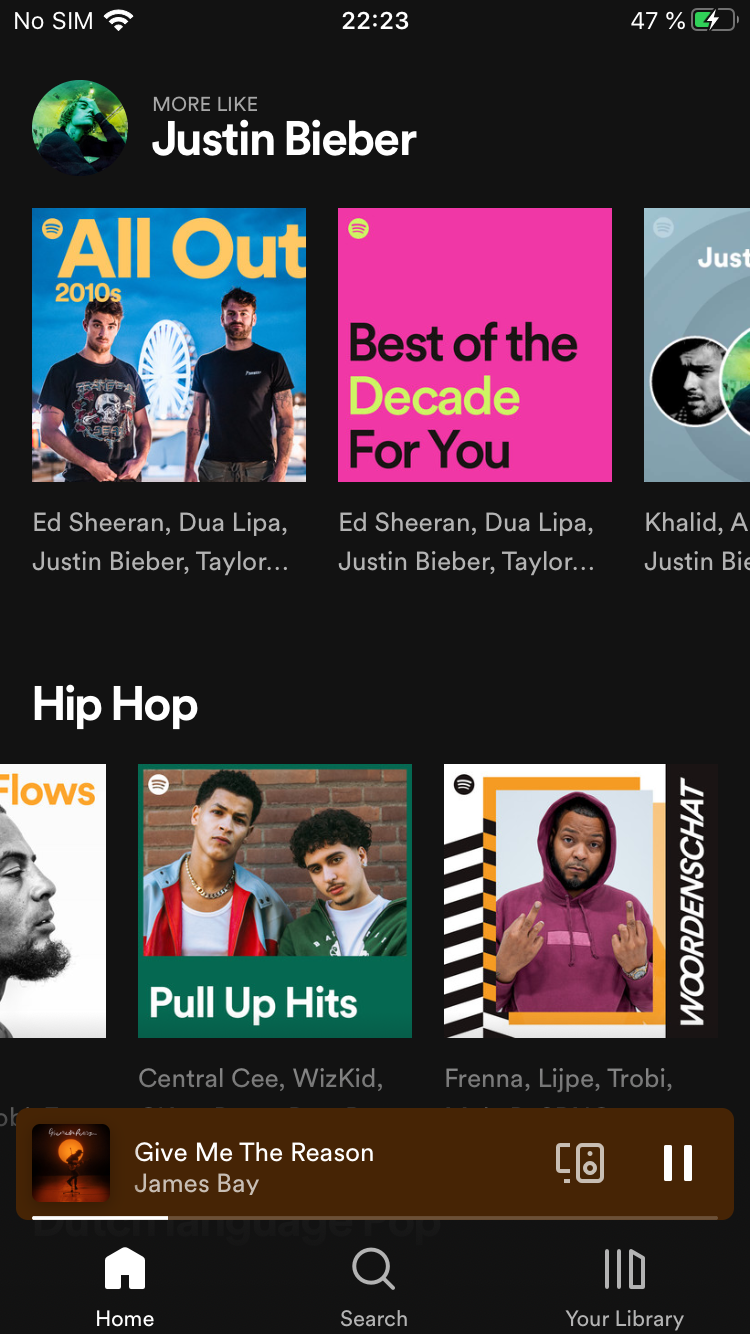 No SIM
22:23
47 %
MORE LIKE
Justin Bieber
All Out
2010s
Best of the
Decade
For You
Just
Ed Sheeran, Dua Lipa,
Justin Bieber, Taylor…
Ed Sheeran, Dua Lipa,
Justin Bieber, Taylor…
Khalid, A
Justin Bie
Hip Hop
Flows
Pull Up Hits
WOORDENSCHAT
Central Cee, WizKid,
Frenna, Lijpe, Trobi,
Give Me The Reason
James Bay
Dutch language Pop
Home
Search
Your Library